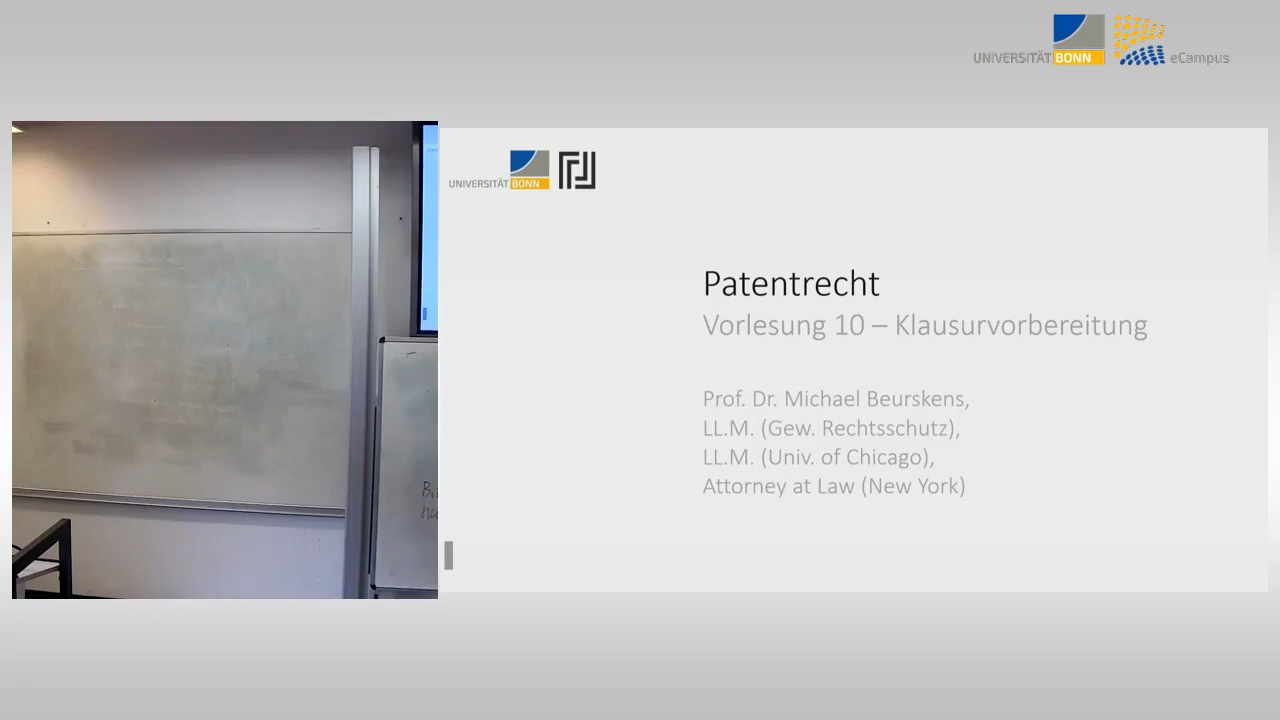 UNIVERSITÄT BONN eCampus
UNIVERSITÄT BONN
Patentrecht
Vorlesung 10 – Klausurvorbereitung
Prof. Dr. Michael Beurskens,
LL.M. (Gew. Rechtsschutz),
LL.M. (Univ. of Chicago),
Attorney at Law (New York)